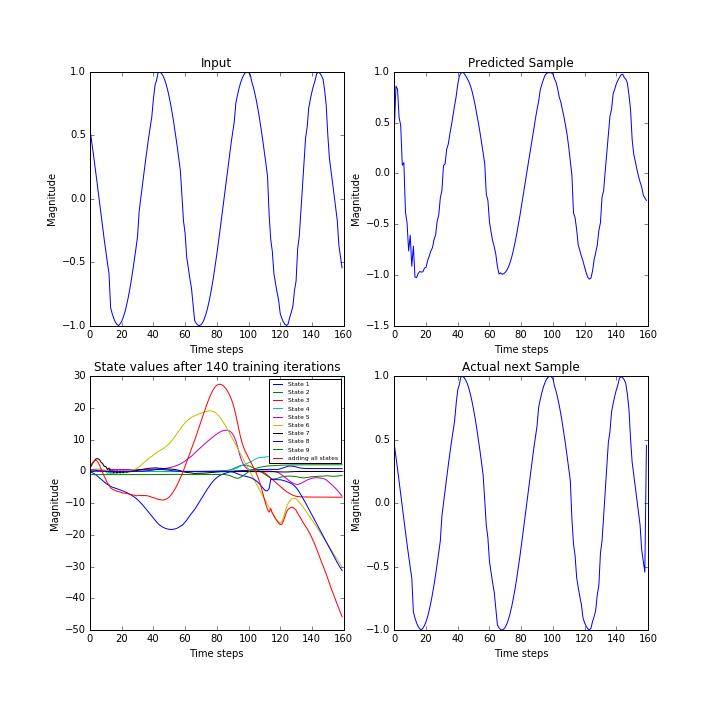 Input
Magnitude
1.0
0.5
0.0
−0.5
−1.0
0 20 40 60 80 100 120 140 160
Time steps
Predicted Sample
Magnitude
1.0
0.5
0.0
−0.5
−1.0
−1.5
0 20 40 60 80 100 120 140 160
Time steps
State values after 140 training iterations
Magnitude
30
20
10
0
−10
−20
−30
−40
−50
0 20 40 60 80 100 120 140 160
Time steps
State 1
State 2
State 3
State 4
State 5
State 6
State 7
State 8
State 9
adding all states
Actual next Sample
Magnitude
1.0
0.5
0.0
−0.5
−1.0
0 20 40 60 80 100 120 140 160
Time steps